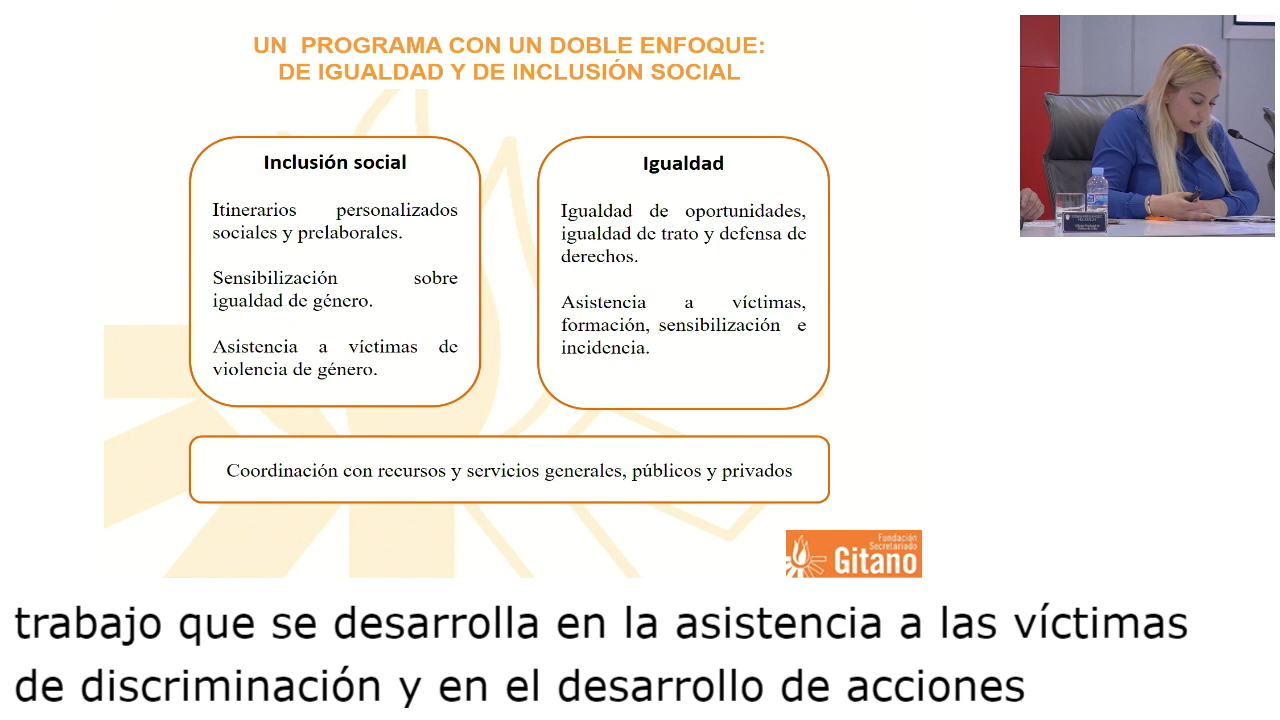 UN PROGRAMA CON UN DOBLE ENFOQUE:
DE IGUALDAD Y DE INCLUSIÓN SOCIAL
Inclusión social
Itinerarios personalizados
sociales y prelaborales.
Sensibilización sobre
igualdad de género.
Asistencia a víctimas de
violencia de género.
Igualdad
Igualdad de oportunidades,
igualdad de trato y defensa de
derechos.
Asistencia a víctimas,
formación, sensibilización e
incidencia.
Coordinación con recursos y servicios generales, públicos y privados
Fundación
Secretariado
Gitano
trabajo que se desarrolla en la asistencia a las víctimas
de discriminación y en el desarrollo de acciones